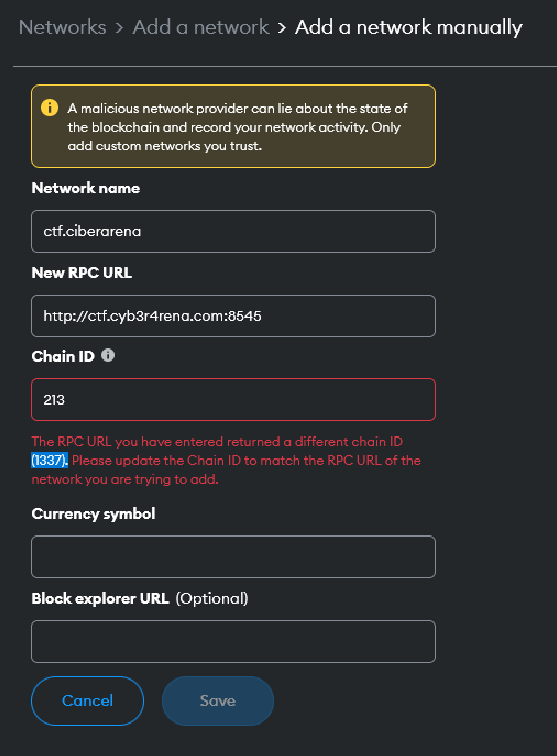 Networks > Add a network > Add a network manually
A malicious network provider can lie about the state of
the blockchain and record your network activity. Only
add custom networks you trust.
Network name
ctf.ciberarena
New RPC URL
http://ctf.cyb3r4rena.com:8545
Chain ID
213
The RPC URL you have entered returned a different chain ID
(1337). Please update the Chain ID to match the RPC URL of the
network you are trying to add.
Currency symbol
Block explorer URL (Optional)
Cancel
Save